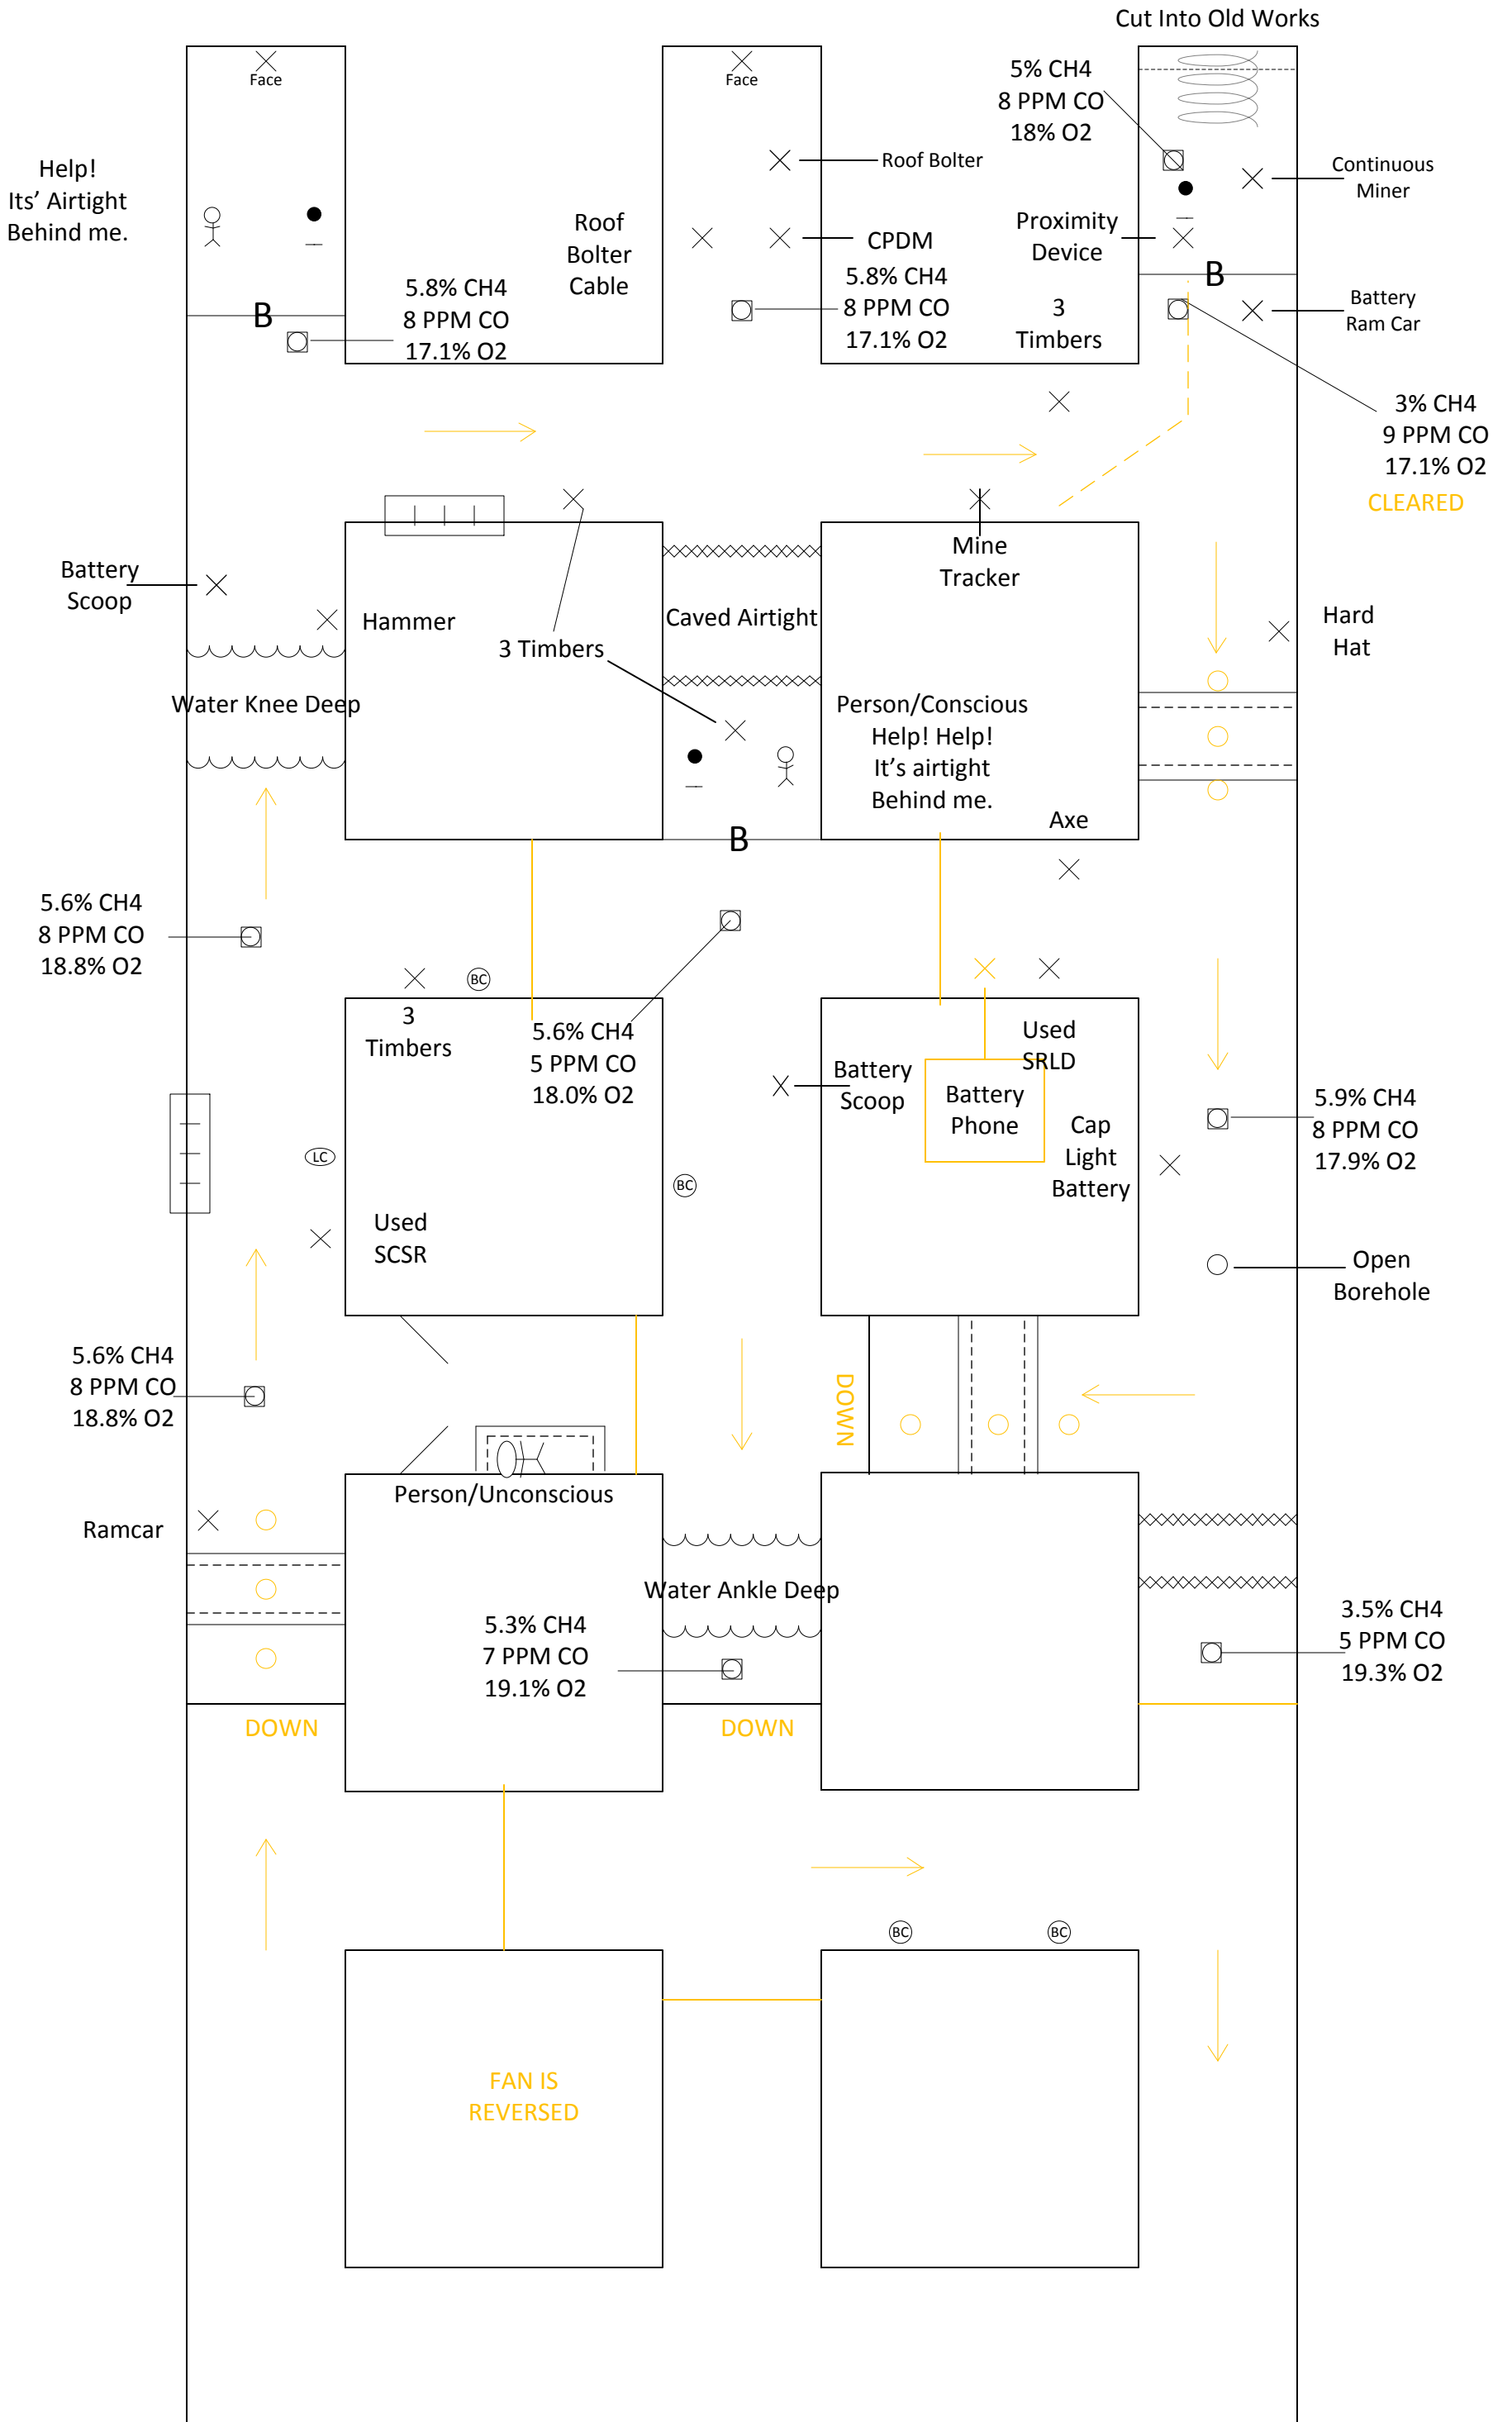 Cut Into Old Works
Face
Face
5% CH4
8 PPM CO
18% O2
Help!
Its' Airtight
Behind me.
Roof Bolter
Continuous
Miner
Roof
Bolter
Cable
CPDM
Proximity
Device
B
5.8% CH4
8 PPM CO
17.1% O2
B
5.8% CH4
8 PPM CO
17.1% O2
3
Timbers
Battery
Ram Car
3% CH4
9 PPM CO
17.1% O2
CLEARED
Battery
Scoop
Hammer
3 Timbers
Caved Airtight
Mine
Tracker
Hard
Hat
Water Knee Deep
Person/Conscious
Help! Help!
It's airtight
Behind me.
B
Axe
5.6% CH4
8 PPM CO
18.8% O2
BC
3
Timbers
5.6% CH4
5 PPM CO
18.0% O2
Battery
Scoop
Used
SRLD
Battery
Phone
Cap
Light
Battery
5.9% CH4
8 PPM CO
17.9% O2
LC
BC
Used
SCSR
Open
Borehole
5.6% CH4
8 PPM CO
18.8% O2
DOWN
Person/Unconscious
Ramcar
Water Ankle Deep
5.3% CH4
7 PPM CO
19.1% O2
3.5% CH4
5 PPM CO
19.3% O2
DOWN
DOWN
BC
BC
FAN IS
REVERSED